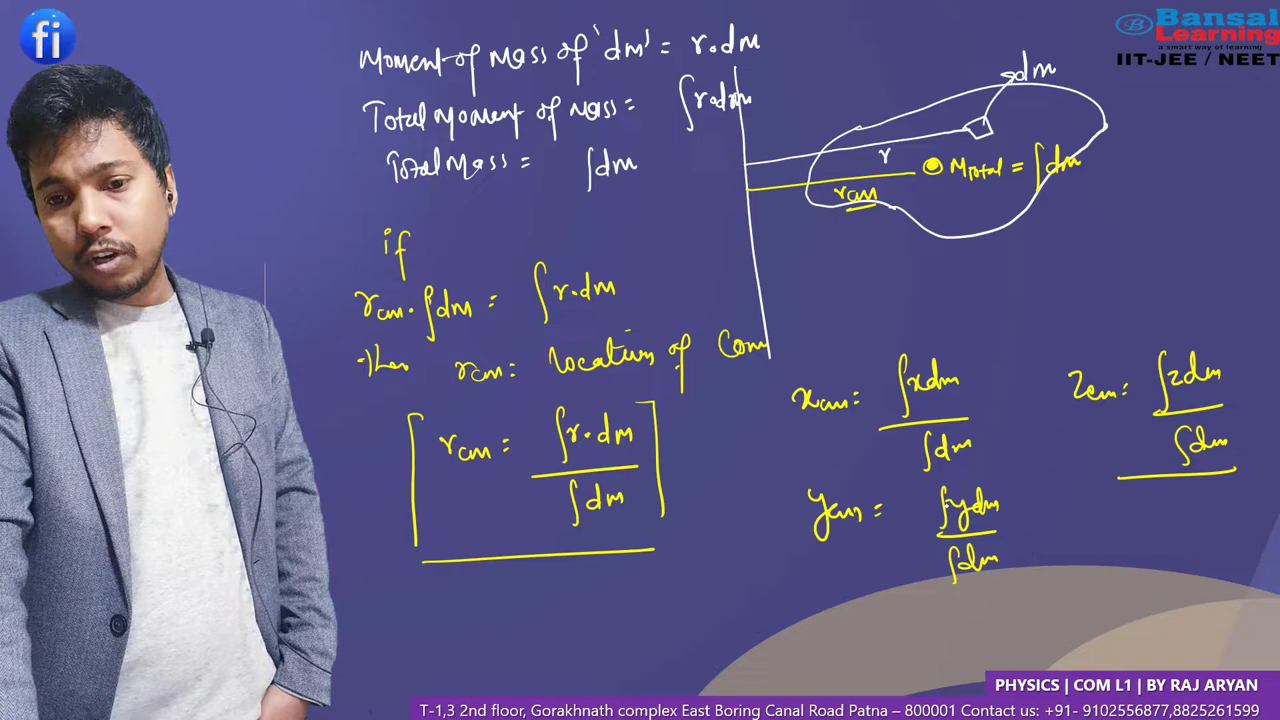 fi
Bansal
Learning
a smart way of learning
IIT-JEE / NEET
Moment of Mass of 'dm' = r.dm
Total Moment of Mass = ∫r.dm
Total Mass = ∫dm
dm
r
M Total = ∫dm
rcm
if
rcm . ∫dm = ∫r.dm
then rcm = location of Com
rcm = ∫r.dm / ∫dm
xcm = ∫xdm / ∫dm
zcm = ∫zdm / ∫dm
ycm = ∫ydm / ∫dm
PHYSICS | COM L1 | BY RAJ ARYAN
T-1,3 2nd floor, Gorakhnath complex East Boring Canal Road Patna – 800001 Contact us: +91- 9102556877,8825261599